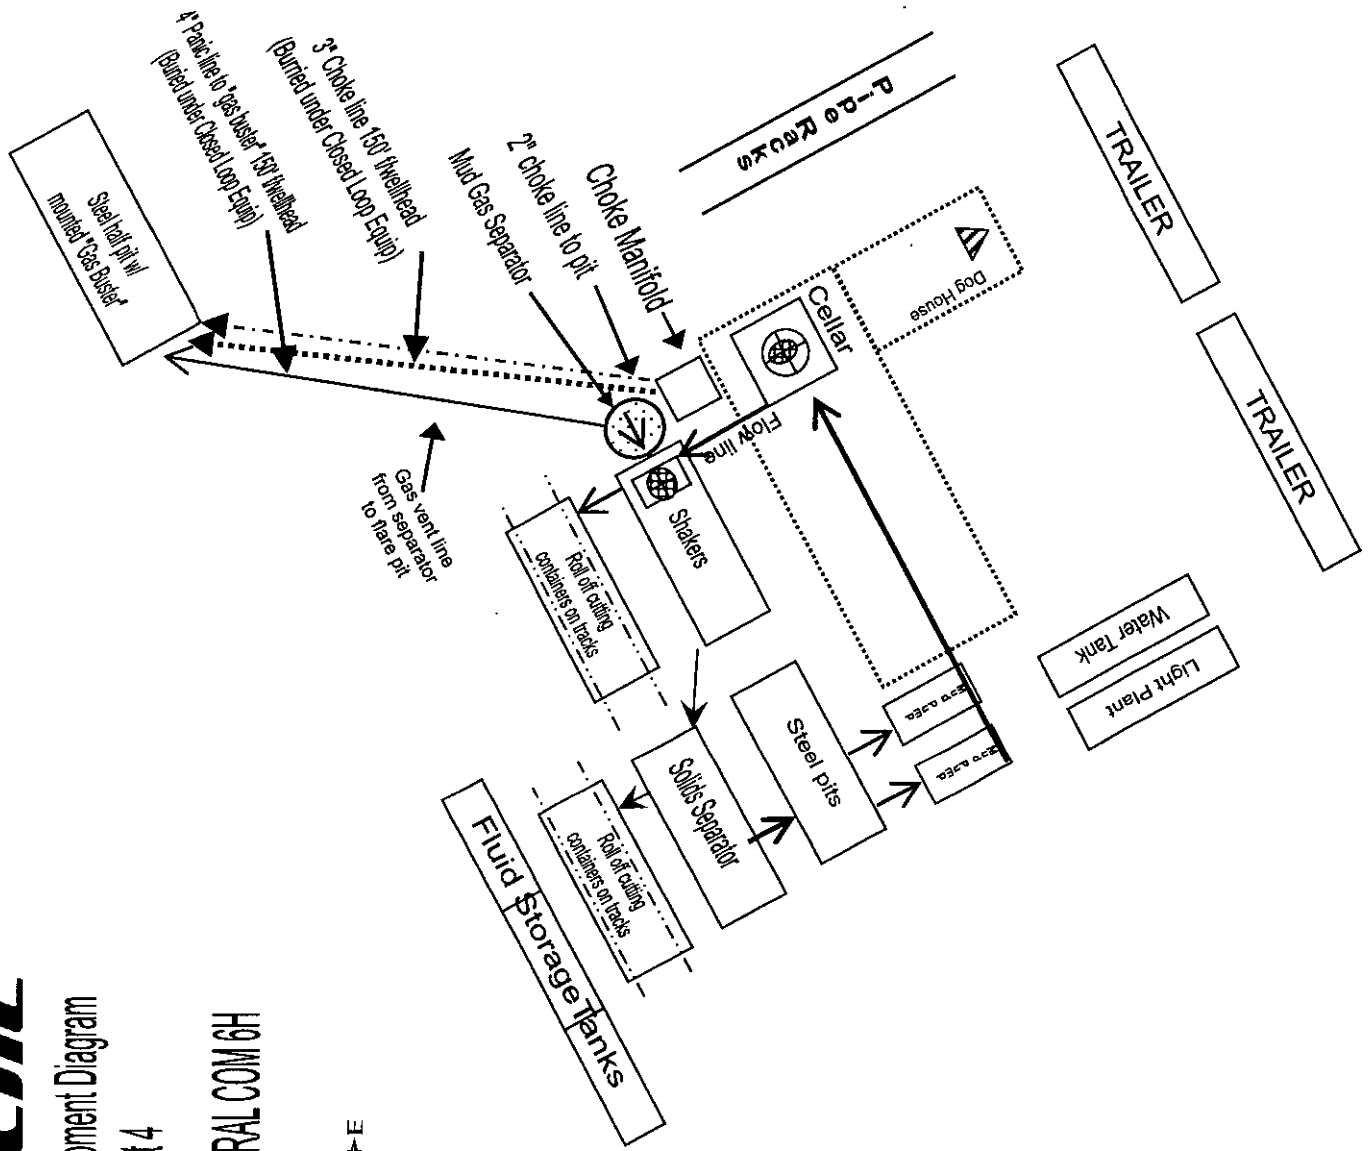 4" Panic line to "gas buster" 150' f/wellhead
(Buried under Closed Loop Equip)
3" Choke line 150' f/wellhead
(Burried under Closed Loop Equip)
Mud Gas Separator
2" choke line to pit
Choke Manifold
Pipe Racks
TRAILER
TRAILER
Steel half pit w/
mounted "Gas Buster"
Dog House
Cellar
Flow line
Gas vent line
from separator
to flare pit
Shakers
Roll off cutting
containers on tracks
Water Tank
Light Plant
Steel pits
Solids Separator
Roll off cutting
containers on tracks
Fluid Storage Tanks
Diagram
4
COM 6H
E